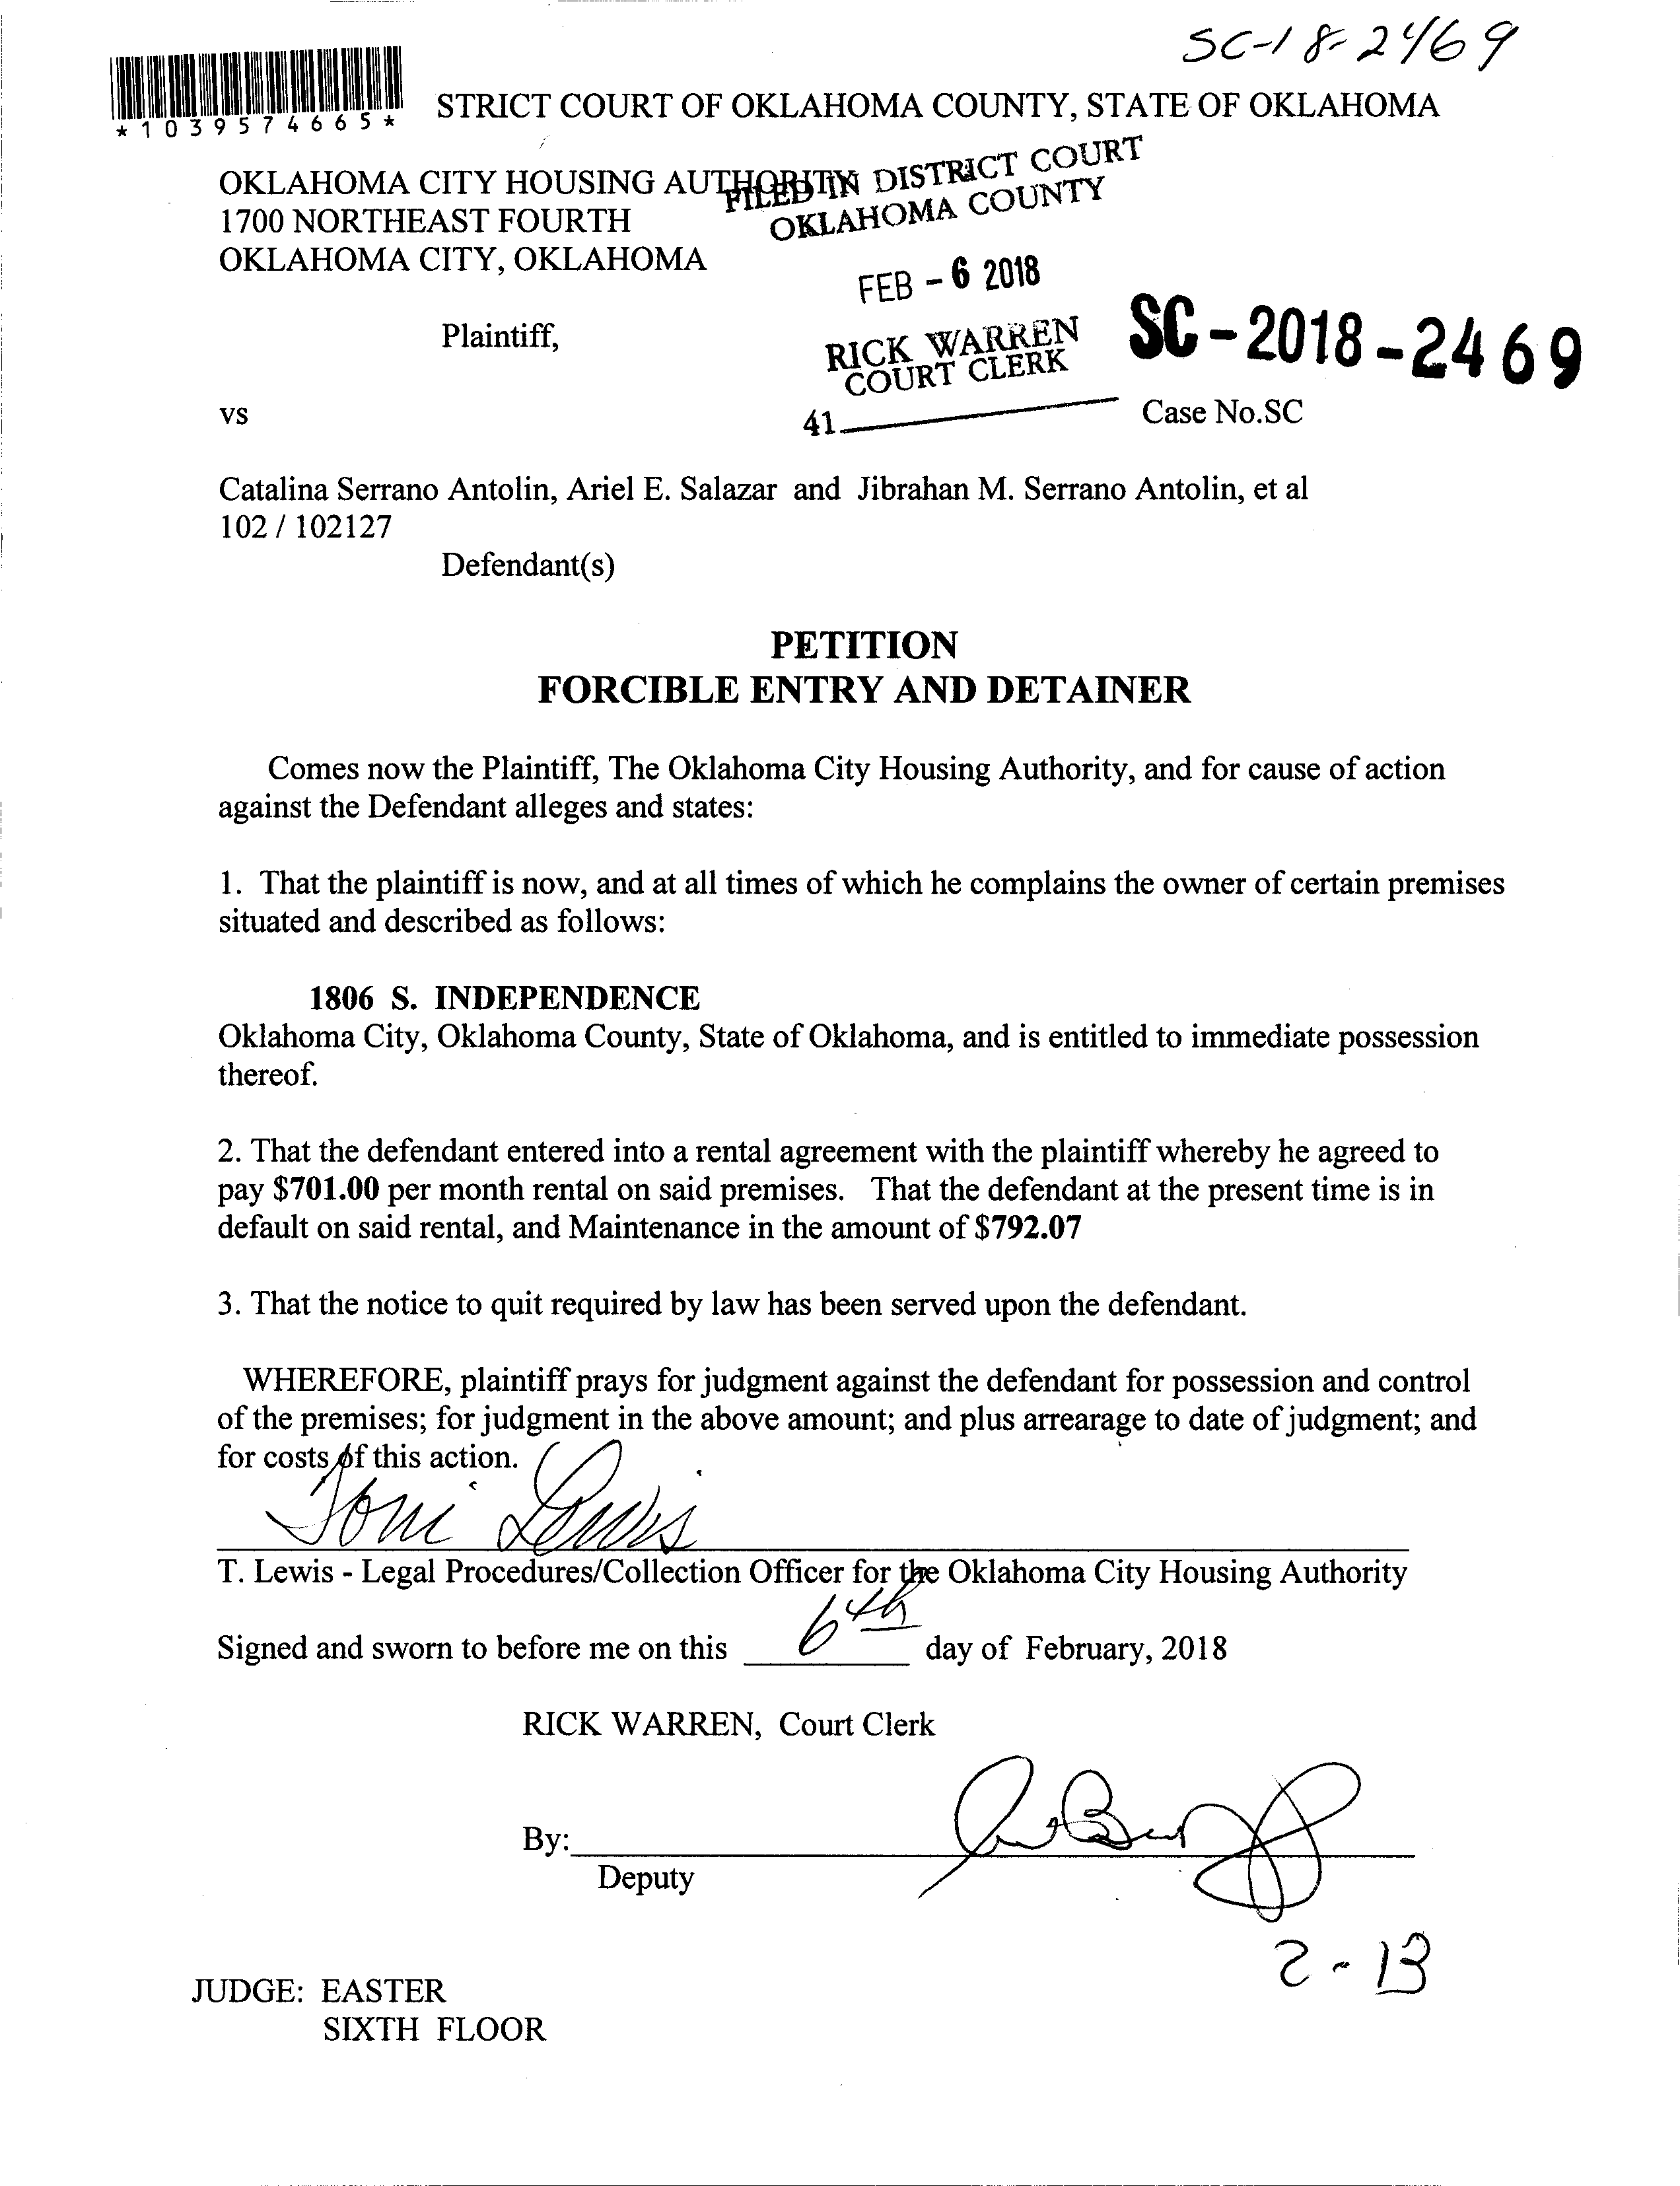 SC-18-2469
*1039574665*
STRICT COURT OF OKLAHOMA COUNTY, STATE OF OKLAHOMA
OKLAHOMA CITY HOUSING AUTHORITY
FILED IN DISTRICT COURT
OKLAHOMA COUNTY
1700 NORTHEAST FOURTH
OKLAHOMA CITY, OKLAHOMA
FEB - 6 2018
Plaintiff,
RICK WARREN
COURT CLERK
SC-2018-2469
vs
41
Case No.SC
Catalina Serrano Antolin, Ariel E. Salazar and Jibrahan M. Serrano Antolin, et al
102 / 102127
Defendant(s)
PETITION
FORCIBLE ENTRY AND DETAINER
Comes now the Plaintiff, The Oklahoma City Housing Authority, and for cause of action
against the Defendant alleges and states:
1. That the plaintiff is now, and at all times of which he complains the owner of certain premises
situated and described as follows:
1806 S. INDEPENDENCE
Oklahoma City, Oklahoma County, State of Oklahoma, and is entitled to immediate possession
thereof.
2. That the defendant entered into a rental agreement with the plaintiff whereby he agreed to
pay $701.00 per month rental on said premises. That the defendant at the present time is in
default on said rental, and Maintenance in the amount of $792.07
3. That the notice to quit required by law has been served upon the defendant.
WHEREFORE, plaintiff prays for judgment against the defendant for possession and control
of the premises; for judgment in the above amount; and plus arrearage to date of judgment; and
for costs of this action.
Toni Lewis
T. Lewis - Legal Procedures/Collection Officer for the Oklahoma City Housing Authority
Signed and sworn to before me on this 6th day of February, 2018
RICK WARREN, Court Clerk
By:
Deputy
2-13
JUDGE: EASTER
SIXTH FLOOR